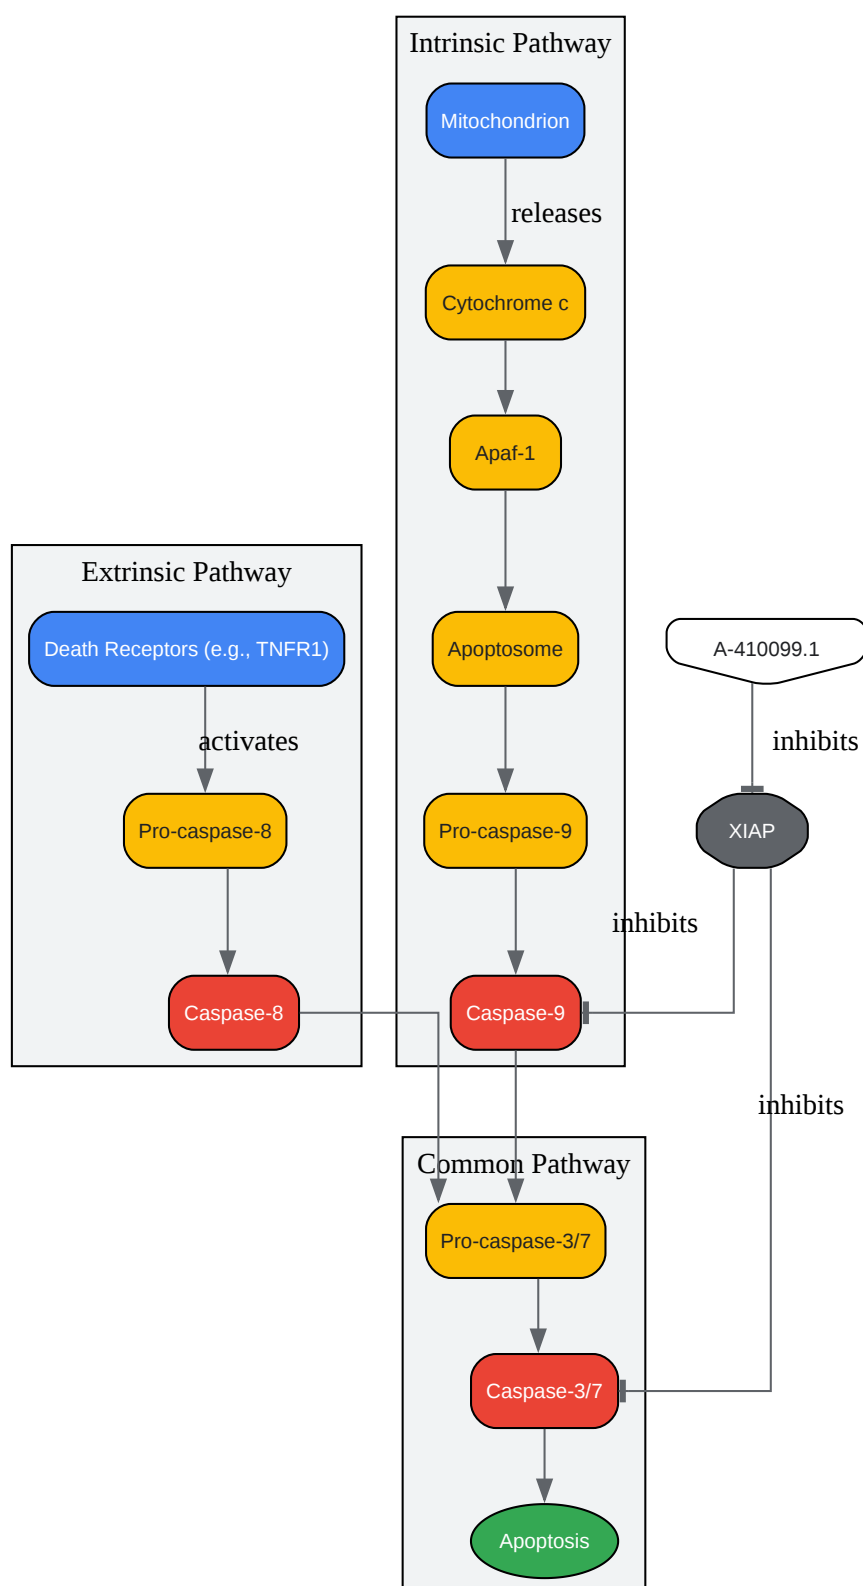 Intrinsic Pathway
Mitochondrion
releases
Cytochrome c
Apaf-1
Extrinsic Pathway
Death Receptors (e.g., TNFR1)
Apoptosome
A-410099.1
activates
inhibits
Pro-caspase-8
Pro-caspase-9
XIAP
inhibits
Caspase-8
Caspase-9
inhibits
Common Pathway
Pro-caspase-3/7
Caspase-3/7
Apoptosis